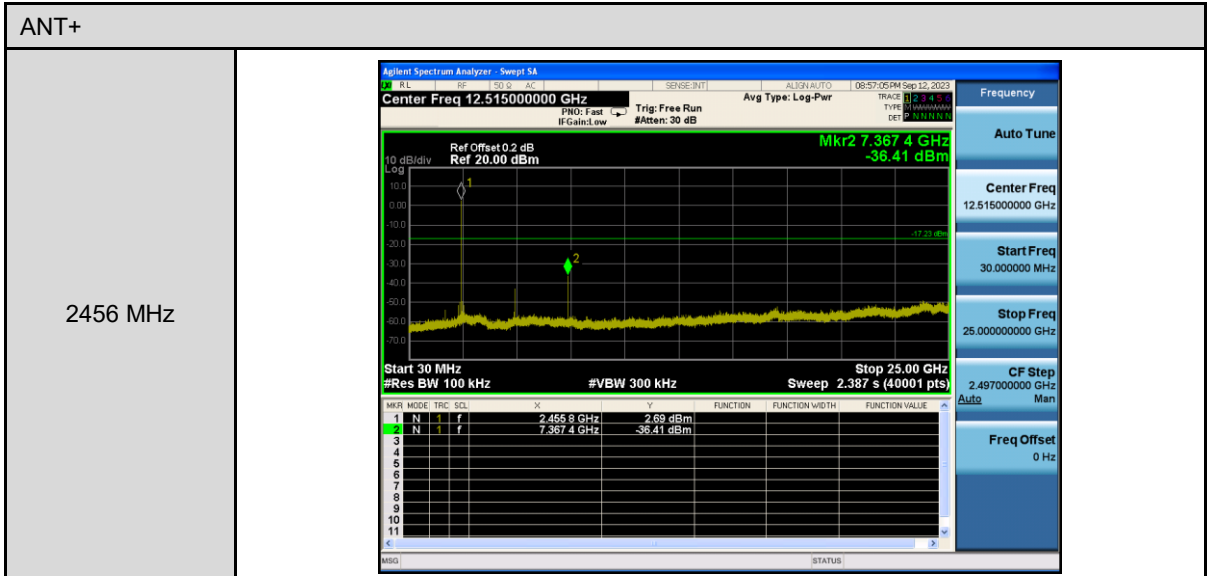 ANT+
2456 MHz
Agilent Spectrum Analyzer - Swept SA
RL RF 50 Ω AC SENSE:INT ALIGN AUTO 08:57:05 PM Sep 12, 2023
Center Freq 12.515000000 GHz
PNO: Fast
IFGain:Low
Trig: Free Run
#Atten: 30 dB
Avg Type: Log-Pwr
TRACE 1 2 3 4 5 6
TYPE M
DET P N N N N N
Mkr2 7.367 4 GHz
-36.41 dBm
Ref Offset 0.2 dB
10 dB/div Ref 20.00 dBm
Log
10.0
0.00
-10.0
-20.0
-30.0
-40.0
-50.0
-60.0
-70.0
1
2
-17.23 dBm
Start 30 MHz Stop 25.00 GHz
#Res BW 100 kHz #VBW 300 kHz Sweep 2.387 s (40001 pts)
MKR MODE TRC SCL X Y FUNCTION FUNCTION WIDTH FUNCTION VALUE
1 N 1 f 2.455 8 GHz 2.69 dBm
2 N 1 f 7.367 4 GHz -36.41 dBm
3
4
5
6
7
8
9
10
11
MSG STATUS
Frequency
Auto Tune
Center Freq
12.515000000 GHz
Start Freq
30.000000 MHz
Stop Freq
25.000000000 GHz
CF Step
2.497000000 GHz
Auto Man
Freq Offset
0 Hz